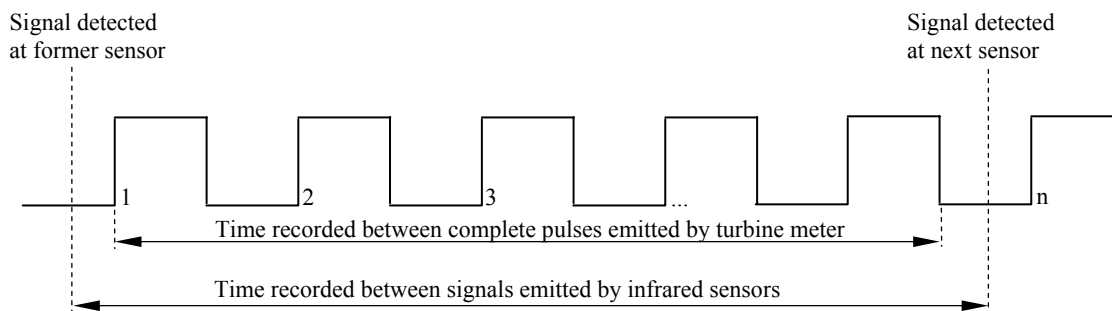 Signal detected
at former sensor
Signal detected
at next sensor
1
2
3
...
n
Time recorded between complete pulses emitted by turbine meter
Time recorded between signals emitted by infrared sensors